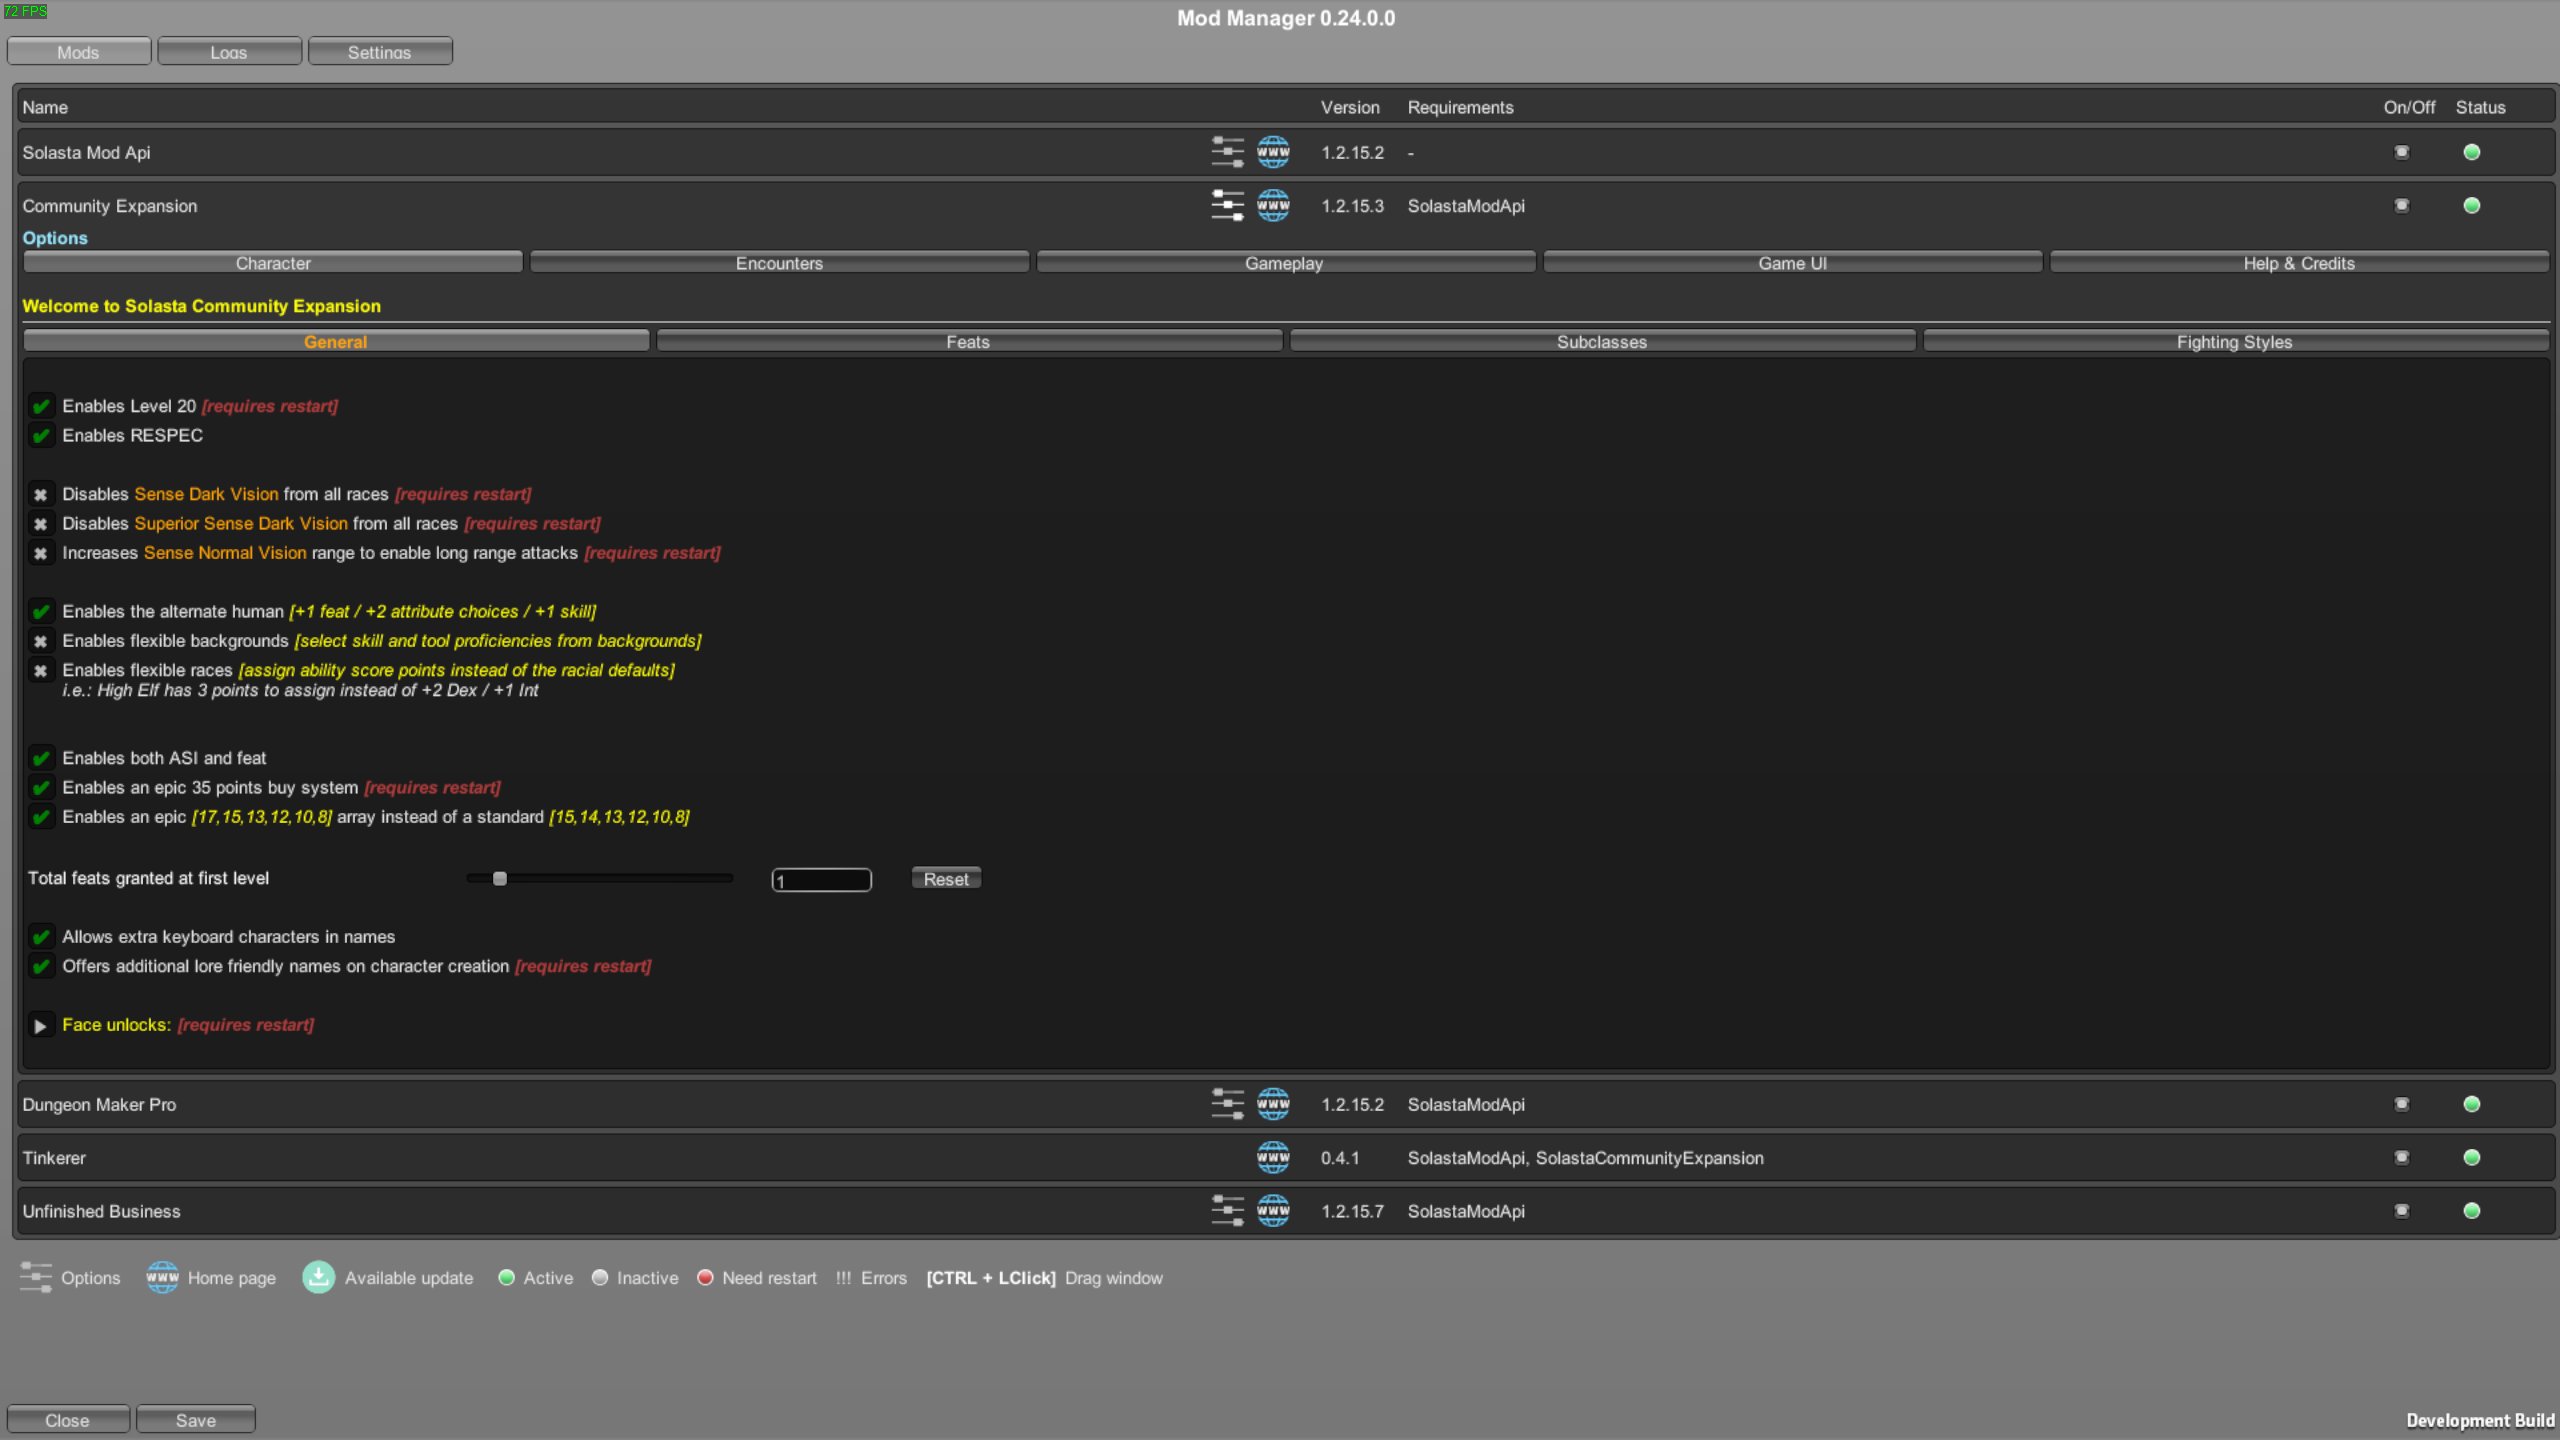 72 FPS
Mod Manager 0.24.0.0
Mods Logs Settings
Name Version Requirements On/Off Status
Solasta Mod Api www 1.2.15.2 -
Community Expansion www 1.2.15.3 SolastaModApi
Options
Character Encounters Gameplay Game UI Help & Credits
Welcome to Solasta Community Expansion
General Feats Subclasses Fighting Styles
Enables Level 20 [requires restart]
Enables RESPEC
Disables Sense Dark Vision from all races [requires restart]
Disables Superior Sense Dark Vision from all races [requires restart]
Increases Sense Normal Vision range to enable long range attacks [requires restart]
Enables the alternate human [+1 feat / +2 attribute choices / +1 skill]
Enables flexible backgrounds [select skill and tool proficiencies from backgrounds]
Enables flexible races [assign ability score points instead of the racial defaults]
i.e.: High Elf has 3 points to assign instead of +2 Dex / +1 Int
Enables both ASI and feat
Enables an epic 35 points buy system [requires restart]
Enables an epic [17,15,13,12,10,8] array instead of a standard [15,14,13,12,10,8]
Total feats granted at first level 1 Reset
Allows extra keyboard characters in names
Offers additional lore friendly names on character creation [requires restart]
Face unlocks: [requires restart]
Dungeon Maker Pro www 1.2.15.2 SolastaModApi
Tinkerer www 0.4.1 SolastaModApi, SolastaCommunityExpansion
Unfinished Business www 1.2.15.7 SolastaModApi
Options www Home page Available update Active Inactive Need restart !!! Errors [CTRL + LClick] Drag window
Close Save Development Build